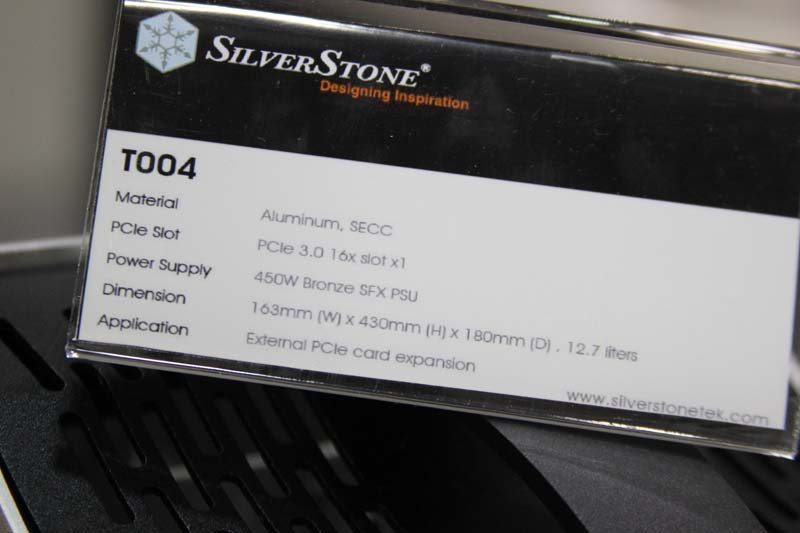 SILVERSTONE®
Designing Inspiration
T004
Material Aluminum, SECC
PCIe Slot PCIe 3.0 16x slot x1
Power Supply 450W Bronze SFX PSU
Dimension 163mm (W) x 430mm (H) x 180mm (D) . 12.7 liters
Application External PCIe card expansion
www.silverstonetek.com